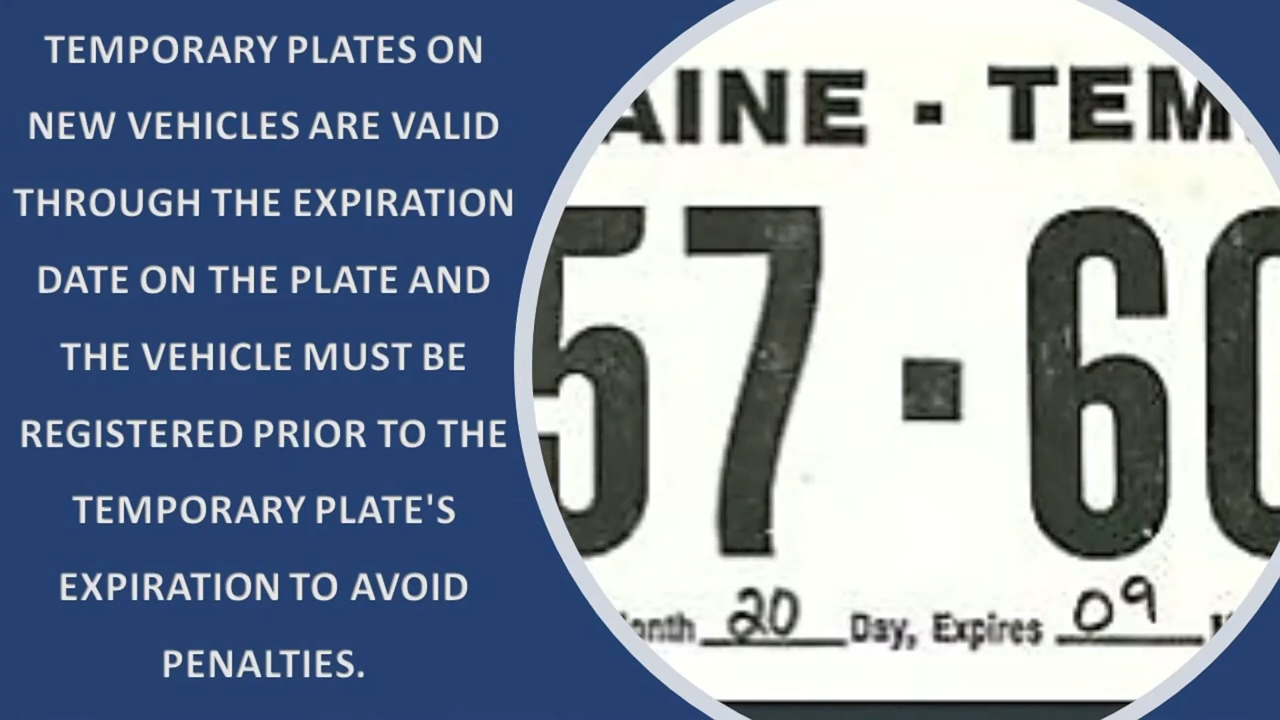 TEMPORARY PLATES ON
NEW VEHICLES ARE VALID
THROUGH THE EXPIRATION
DATE ON THE PLATE AND
THE VEHICLE MUST BE
REGISTERED PRIOR TO THE
TEMPORARY PLATE'S
EXPIRATION TO AVOID
PENALTIES.
AINE - TEM
57-60
onth 20 Day, Expires 09